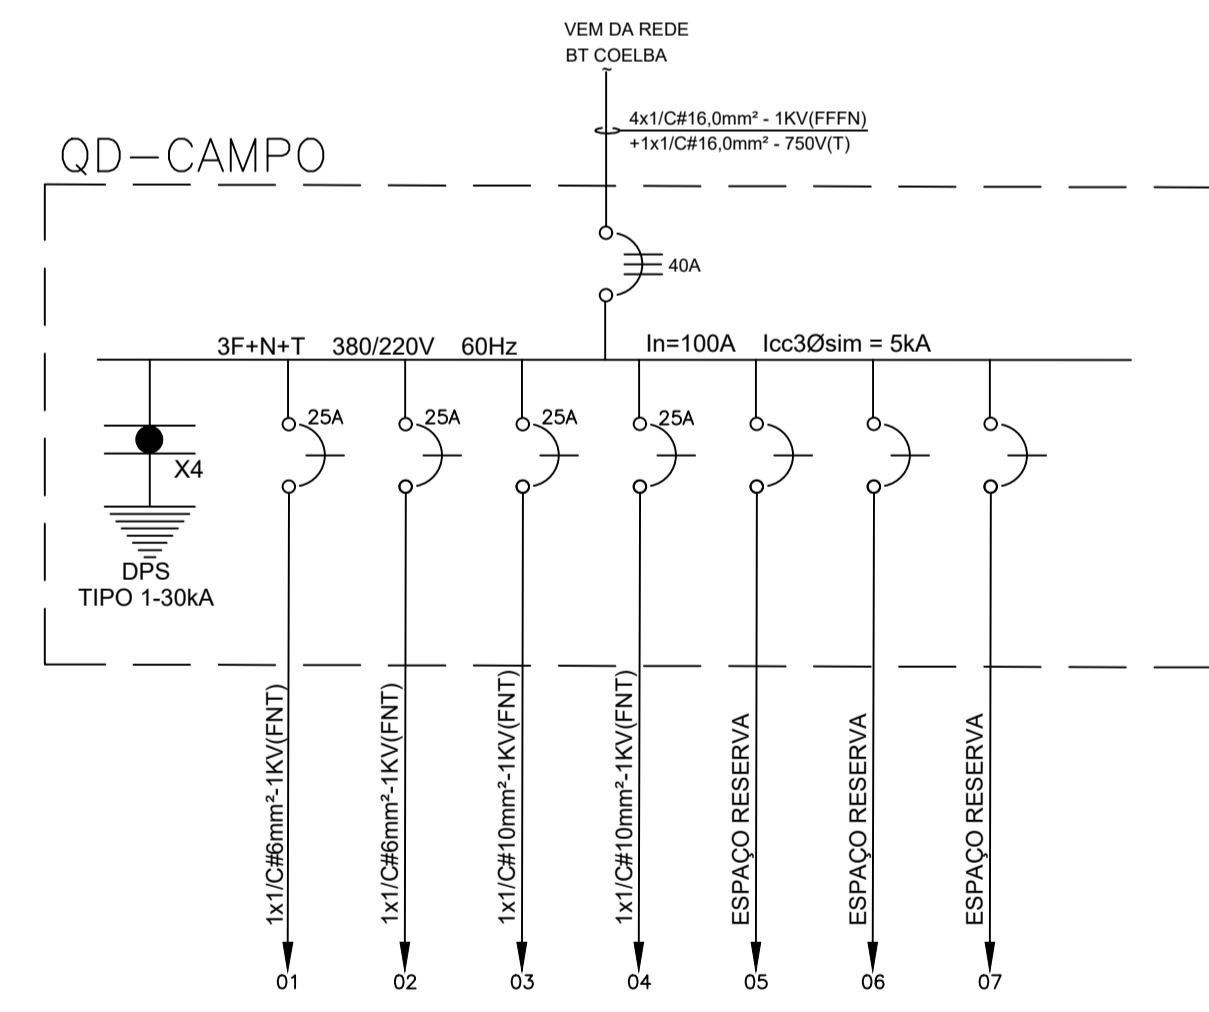 VEM DA REDE
BT COELBA
~
4x1/C#16,0mm² - 1KV(FFFN)
+1x1/C#16,0mm² - 750V(T)
QD-CAMPO
40A
3F+N+T 380/220V 60Hz In=100A Icc3Øsim = 5kA
25A 25A 25A 25A
X4
DPS
TIPO 1-30kA
1x1/C#6mm²-1KV(FNT)
1x1/C#6mm²-1KV(FNT)
1x1/C#10mm²-1KV(FNT)
1x1/C#10mm²-1KV(FNT)
ESPAÇO RESERVA
ESPAÇO RESERVA
ESPAÇO RESERVA
01 02 03 04 05 06 07